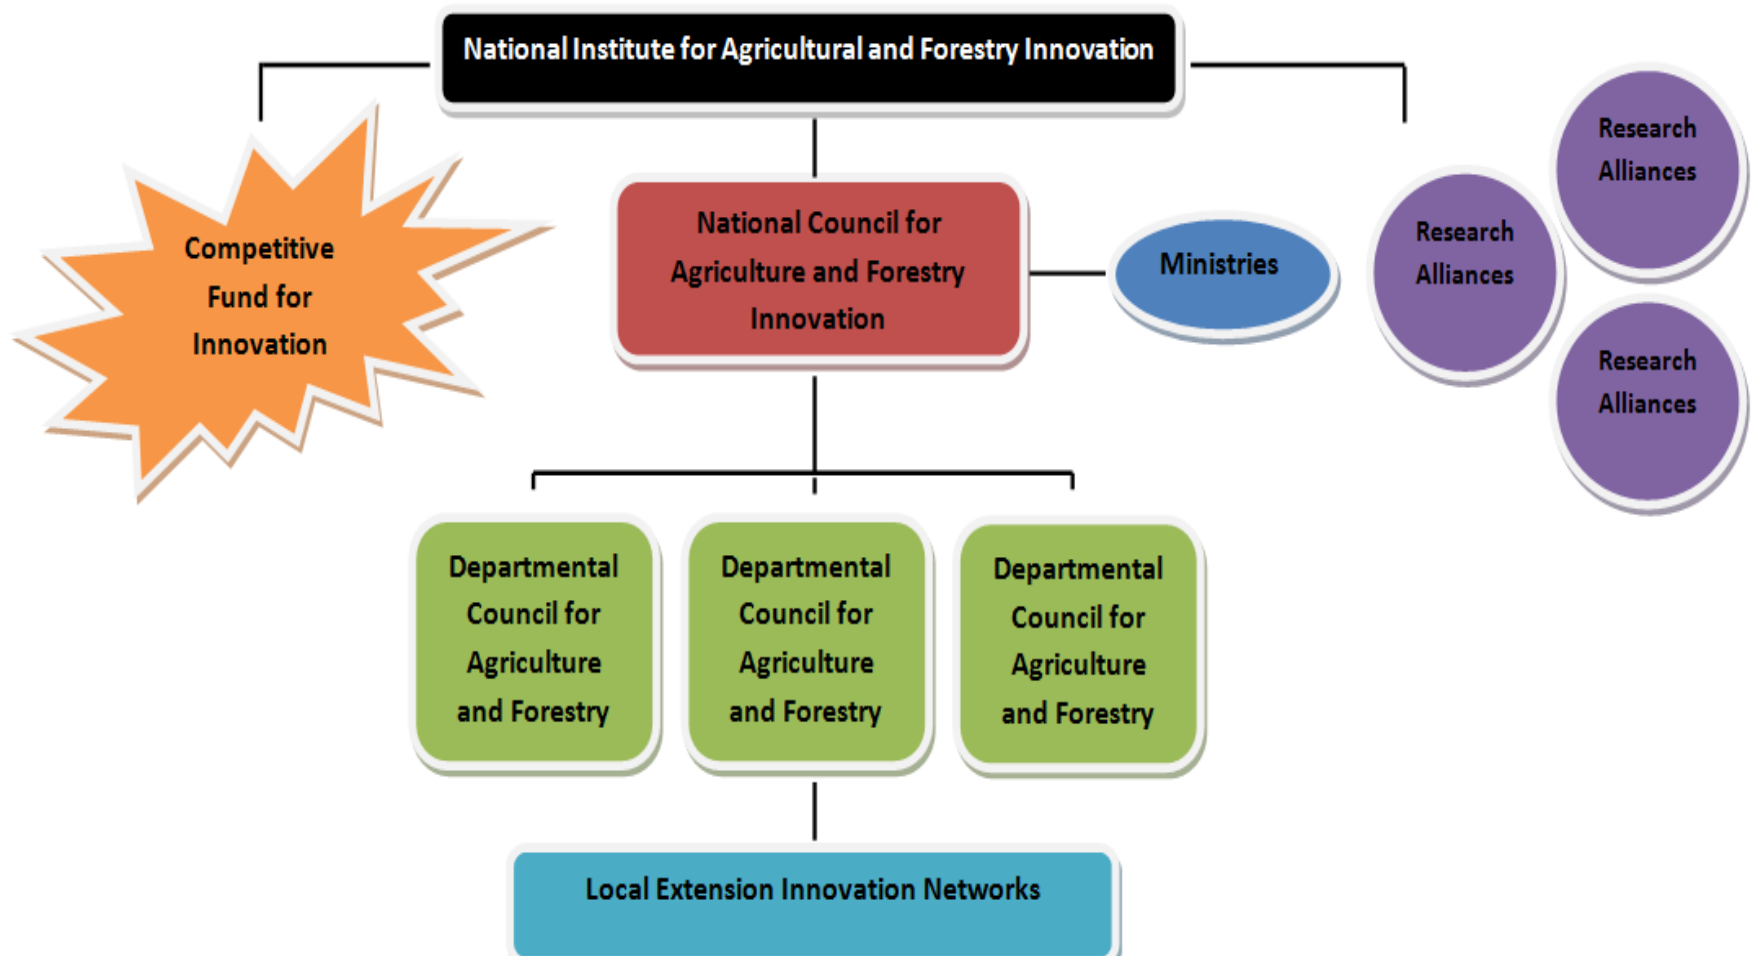 National Institute for Agricultural and Forestry Innovation
Competitive
Fund for
Innovation
National Council for
Agriculture and Forestry
Innovation
Ministries
Research
Alliances
Research
Alliances
Research
Alliances
Departmental
Council for
Agriculture
and Forestry
Departmental
Council for
Agriculture
and Forestry
Departmental
Council for
Agriculture
and Forestry
Local Extension Innovation Networks